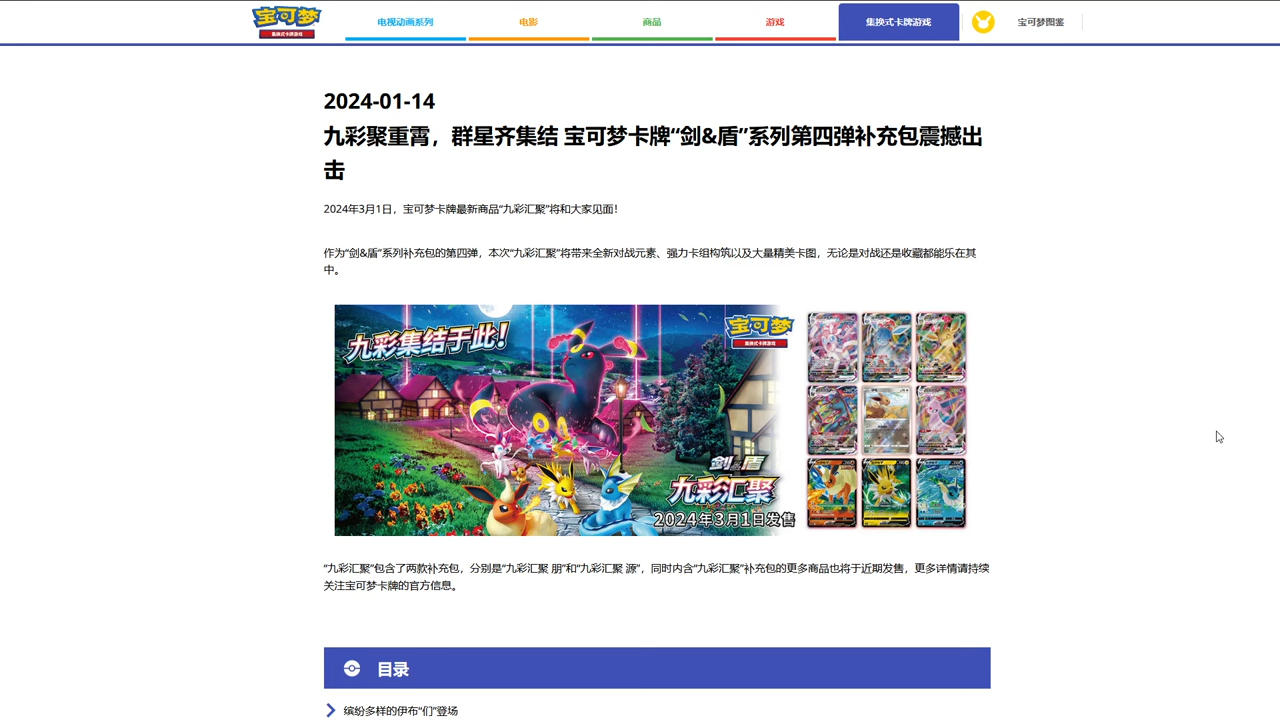 宝可梦
集换式卡牌游戏
电视动画系列
电影
商品
游戏
集换式卡牌游戏
宝可梦图鉴
2024-01-14
九彩聚重霄，群星齐集结 宝可梦卡牌“剑&盾”系列第四弹补充包震撼出
击
2024年3月1日，宝可梦卡牌最新商品“九彩汇聚”将和大家见面！
作为“剑&盾”系列补充包的第四弹，本次“九彩汇聚”将带来全新对战元素、强力卡组构筑以及大量精美卡图，无论是对战还是收藏都能乐在其
中。
九彩集结于此！
宝可梦
集换式卡牌游戏
剑&盾
九彩汇聚
2024年3月1日发售
“九彩汇聚”包含了两款补充包，分别是“九彩汇聚 朋”和“九彩汇聚 源”，同时内含“九彩汇聚”补充包的更多商品也将于近期发售，更多详情请持续
关注宝可梦卡牌的官方信息。
目录
缤纷多样的伊布“们”登场